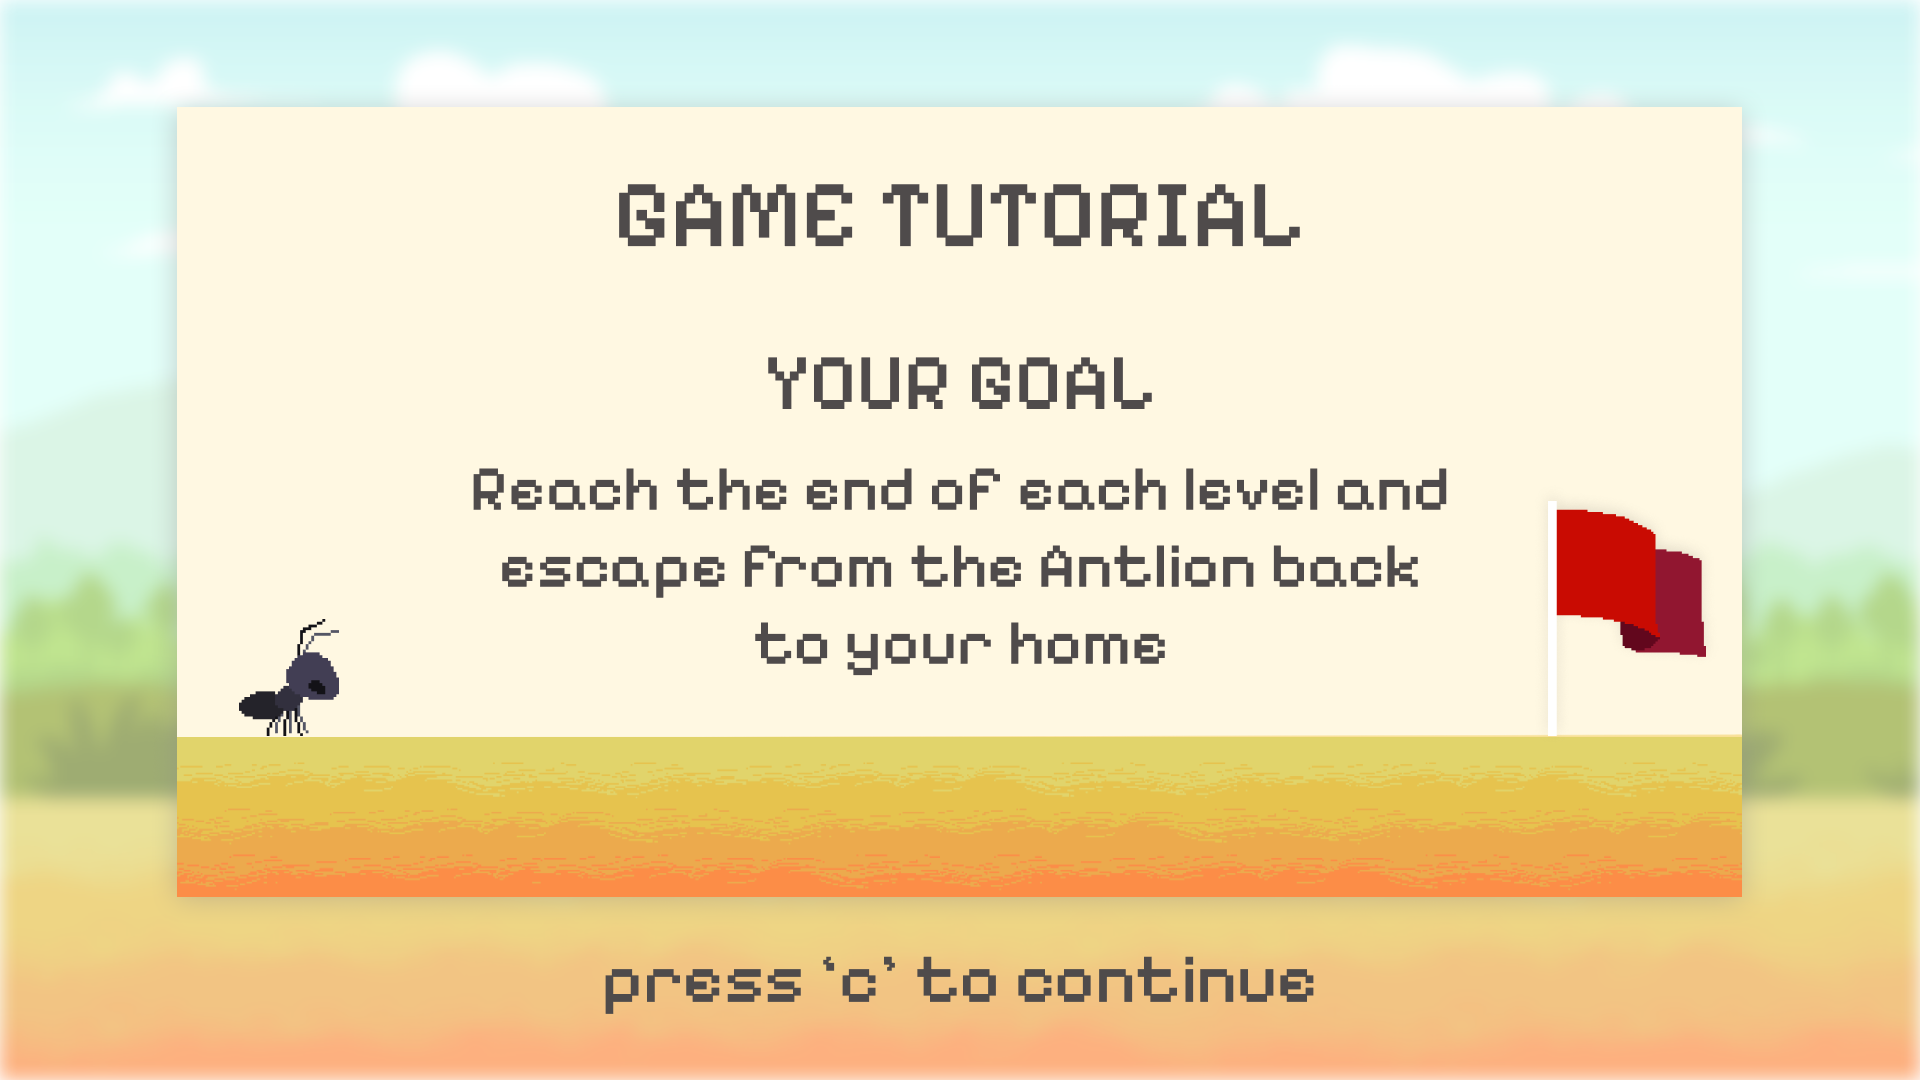 GAME TUTORIAL
YOUR GOAL
Reach the end of each level and
escape from the Antlion back
to your home
press ‘c’ to continue